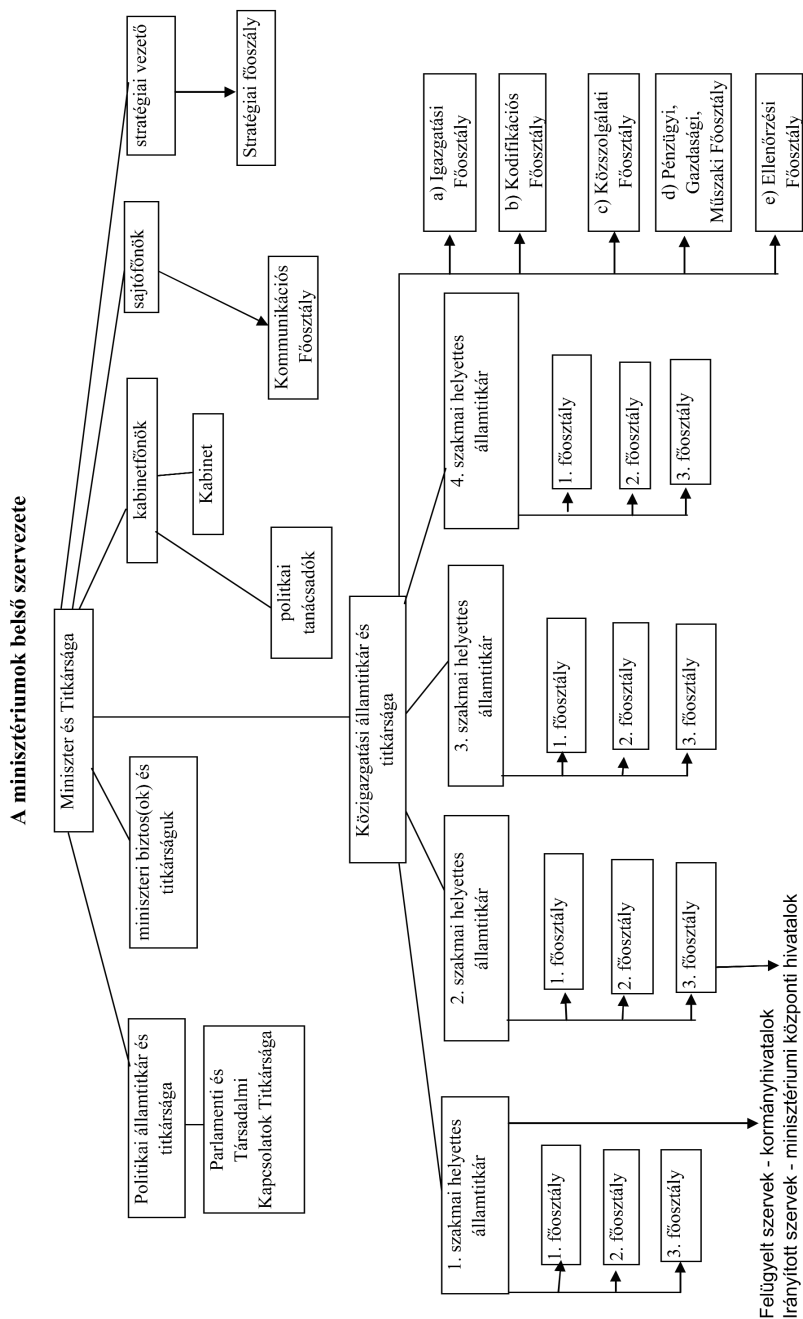 A minisztériumok belső szervezete
Miniszter és Titkársága
Politikai államtitkár és
titkársága
Parlamenti és
Társadalmi
Kapcsolatok Titkársága
miniszteri biztos(ok) és
titkárságuk
kabinetfőnök
Kabinet
politkai
tanácsadók
sajtófőnök
Kommunikációs
Főosztály
stratégiai vezető
Stratégiai főoszály
Közigazgatási államtitkár és
titkársága
1. szakmai helyettes
államtitkár
1. főosztály
2. főosztály
3. főosztály
2. szakmai helyettes
államtitkár
1. főosztály
2. főosztály
3. főosztály
3. szakmai helyettes
államtitkár
1. főosztály
2. főosztály
3. főosztály
4. szakmai helyettes
államtitkár
1. főosztály
2. főosztály
3. főosztály
a) Igazgatási
Főosztály
b) Kodifikációs
Főosztály
c) Közszolgálati
Főosztály
d) Pénzügyi,
Gazdasági,
Műszaki Főosztály
e) Ellenőrzési
Főosztály
Felügyelt szervek - kormányhivatalok
Irányított szervek - minisztériumi központi hivatalok